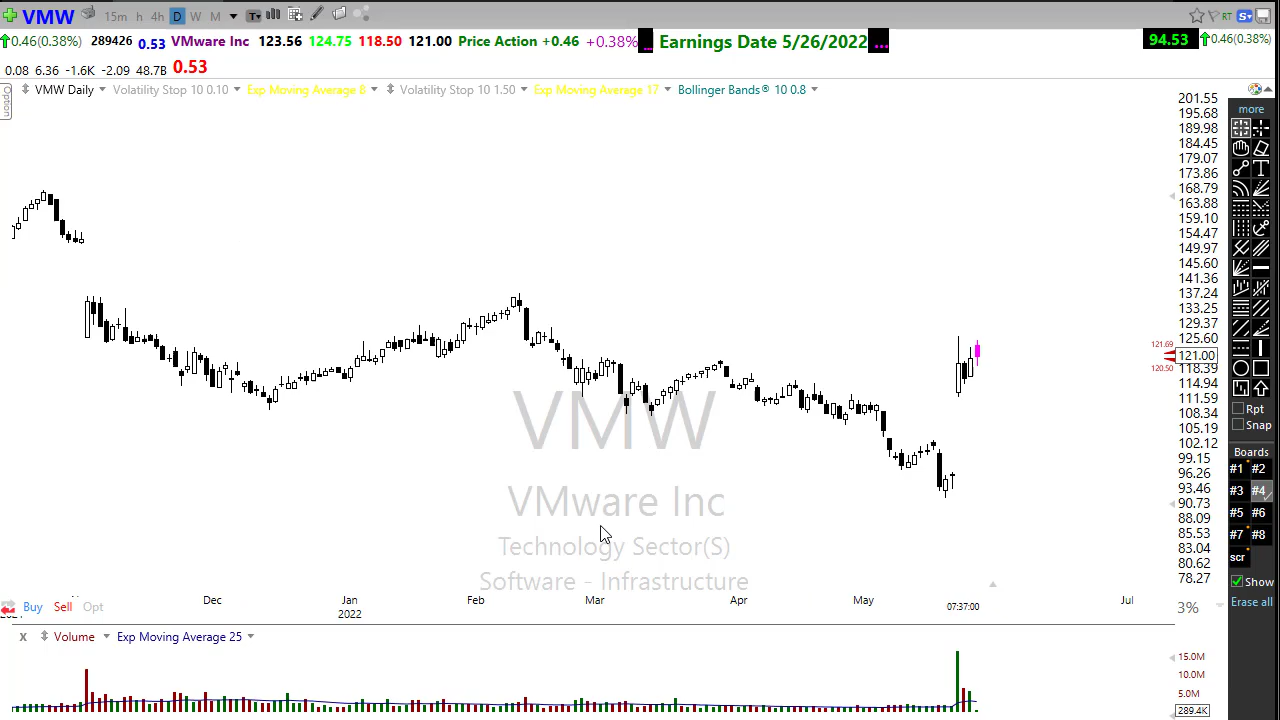 VMW 15m h 4h D W M T RT S
0.46(0.38%) 289426 0.53 VMware Inc 123.56 124.75 118.50 121.00 Price Action +0.46 +0.38% ... Earnings Date 5/26/2022 ... 94.53 0.46(0.38%)
0.08 6.36 -1.6K -2.09 48.7B 0.53
Option
VMW Daily Volatility Stop 10 0.10 Exp Moving Average 8 Volatility Stop 10 1.50 Exp Moving Average 17 Bollinger Bands® 10 0.8
201.55
195.68
189.98
184.45
179.07
173.86
168.79
163.88
159.10
154.47
149.97
145.60
141.36
137.24
133.25
129.37
125.60
121.69
121.00
120.50
118.39
114.94
111.59
108.34
105.19
102.12
99.15
96.26
93.46
90.73
88.09
85.53
83.04
80.62
78.27
more
T
Rpt
Snap
Boards
#1 #2
#3 #4
#5 #6
#7 #8
scr
Show
Erase all
VMW
VMware Inc
Technology Sector(S)
Software - Infrastructure
Dec Jan Feb Mar Apr May Jul
2022
07:37:00
3%
Buy Sell Opt
X Volume Exp Moving Average 25
15.0M
10.0M
5.0M
289.4K